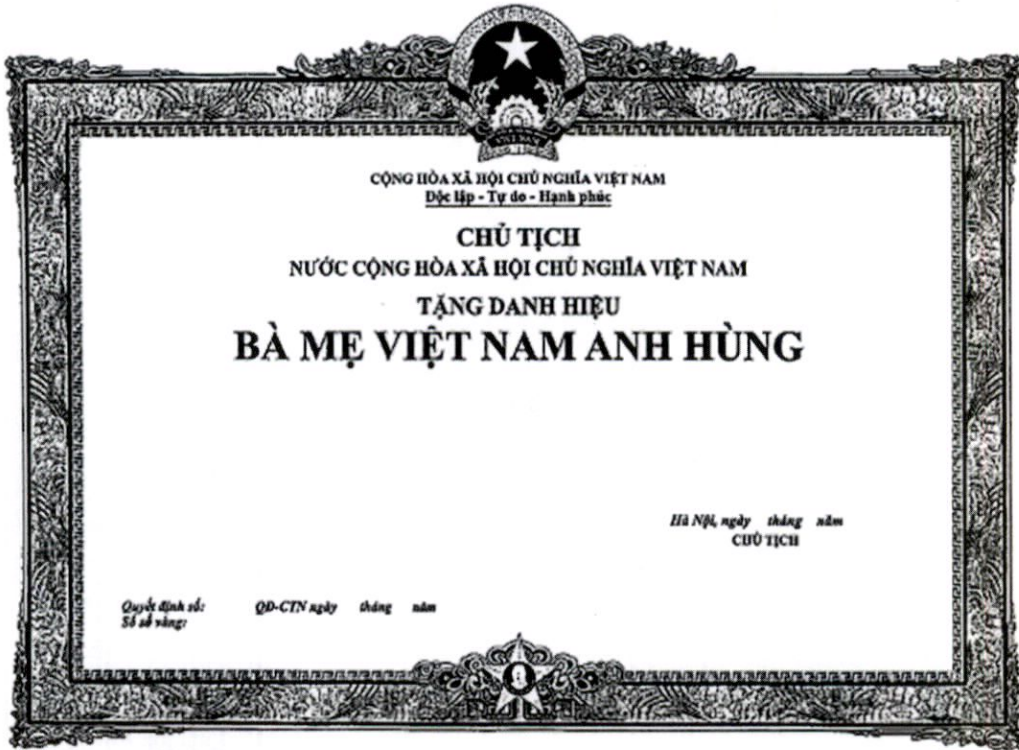 CỘNG HÒA XÃ HỘI CHỦ NGHĨA VIỆT NAM
Độc lập - Tự do - Hạnh phúc
CHỦ TỊCH
NƯỚC CỘNG HÒA XÃ HỘI CHỦ NGHĨA VIỆT NAM
TẶNG DANH HIỆU
BÀ MẸ VIỆT NAM ANH HÙNG
Hà Nội, ngày tháng năm
CHỦ TỊCH
Quyết định số: QĐ-CTN ngày tháng năm
Số sổ vàng: